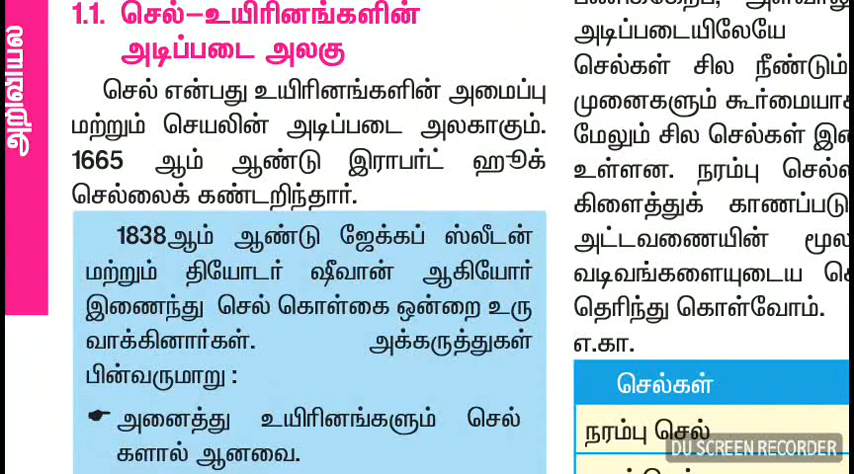 அறிவியல்
1.1. செல்–உயிரினங்களின்
அடிப்படை அலகு
செல் என்பது உயிரினங்களின் அமைப்பு
மற்றும் செயலின் அடிப்படை அலகாகும்.
1665 ஆம் ஆண்டு இராபர்ட் ஹூக்
செல்லைக் கண்டறிந்தார்.
1838ஆம் ஆண்டு ஜேக்கப் ஸ்லீடன்
மற்றும் தியோடர் ஷீவான் ஆகியோர்
இணைந்து செல் கொள்கை ஒன்றை உரு
வாக்கினார்கள். அக்கருத்துகள்
பின்வருமாறு :
அனைத்து உயிரினங்களும் செல்
களால் ஆனவை.
அடிப்படையிலேயே
செல்கள் சில நீண்டும்
முனைகளும் கூர்மையாக
மேலும் சில செல்கள்
உள்ளன. நரம்பு
கிளைத்துக் காணப்படு
அட்டவணையின் மூல
வடிவங்களையுடைய
தெரிந்து கொள்வோம்.
எ.கா.
செல்கள்
நரம்பு செல்
DU SCREEN RECORDER